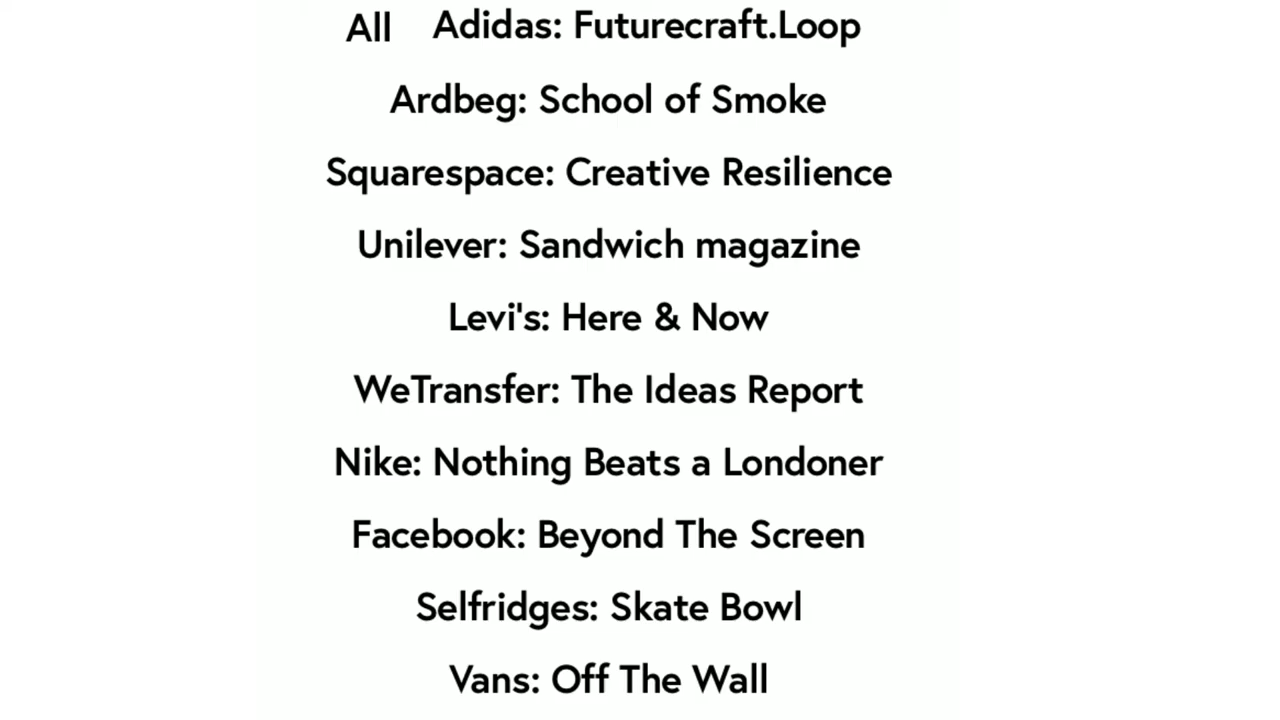 All Adidas: Futurecraft.Loop
Ardbeg: School of Smoke
Squarespace: Creative Resilience
Unilever: Sandwich magazine
Levi's: Here & Now
WeTransfer: The Ideas Report
Nike: Nothing Beats a Londoner
Facebook: Beyond The Screen
Selfridges: Skate Bowl
Vans: Off The Wall